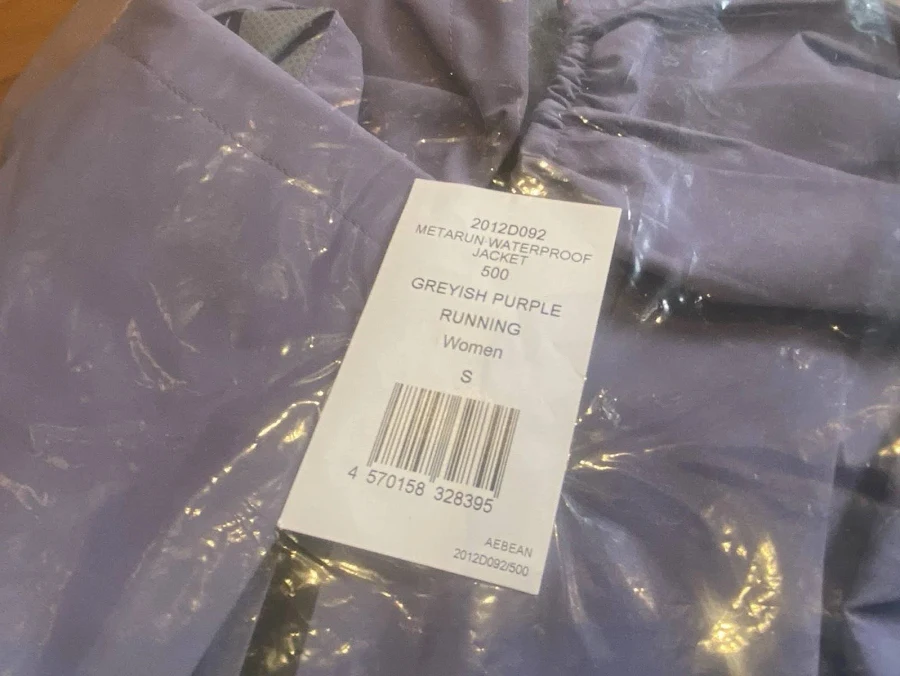 2012D092
METARUN WATERPROOF
JACKET
500
GREYISH PURPLE
RUNNING
Women
S
4 570158 328395
AEBEAN
2012D092/500